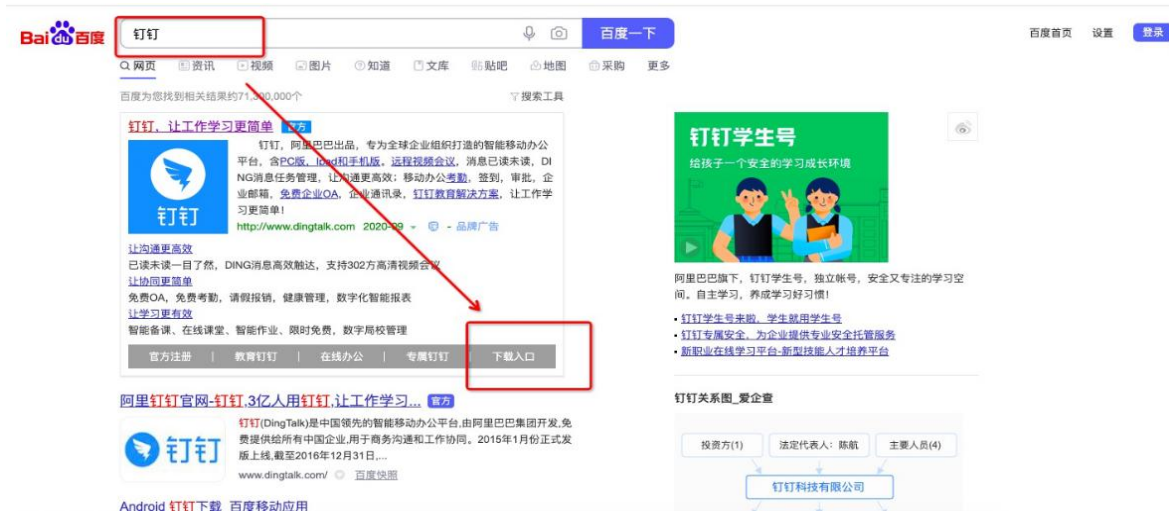 Bai du 百度
钉钉
百度一下
百度首页 设置 登录
网页 资讯 视频 图片 知道 文库 贴吧 地图 采购 更多
百度为您找到相关结果约71,300,000个
搜索工具
钉钉，让工作学习更简单 官方
钉钉
钉钉，阿里巴巴出品，专为全球企业组织打造的智能移动办公
平台，含PC版，Ipad和手机版。远程视频会议，消息已读未读，DI
NG消息任务管理，让沟通更高效；移动办公考勤，签到，审批，企
业邮箱，免费企业OA，企业通讯录，钉钉教育解决方案，让工作学
习更简单！
http://www.dingtalk.com 2020-09 - 品牌广告
让沟通更高效
已读未读一目了然，DING消息高效触达，支持302方高清视频会议
让协同更简单
免费OA，免费考勤，请假报销，健康管理，数字化智能报表
让学习更有效
智能备课、在线课堂、智能作业、限时免费，数字局校管理
官方注册 | 教育钉钉 | 在线办公 | 专属钉钉 | 下载入口
阿里钉钉官网-钉钉,3亿人用钉钉,让工作学习... 官方
钉钉
钉钉(DingTalk)是中国领先的智能移动办公平台,由阿里巴巴集团开发,免
费提供给所有中国企业,用于商务沟通和工作协同。2015年1月份正式发
版上线,截至2016年12月31日,...
www.dingtalk.com/ 百度快照
Android 钉钉下载_百度移动应用
钉钉学生号
给孩子一个安全的学习成长环境
阿里巴巴旗下，钉钉学生号，独立帐号，安全又专注的学习空
间。自主学习，养成学习好习惯！
钉钉学生号来啦，学生就用学生号
钉钉专属安全，为企业提供专业安全托管服务
新职业在线学习平台-新型技能人才培养平台
钉钉关系图_爱企查
投资方(1) 法定代表人：陈航 主要人员(4)
钉钉科技有限公司